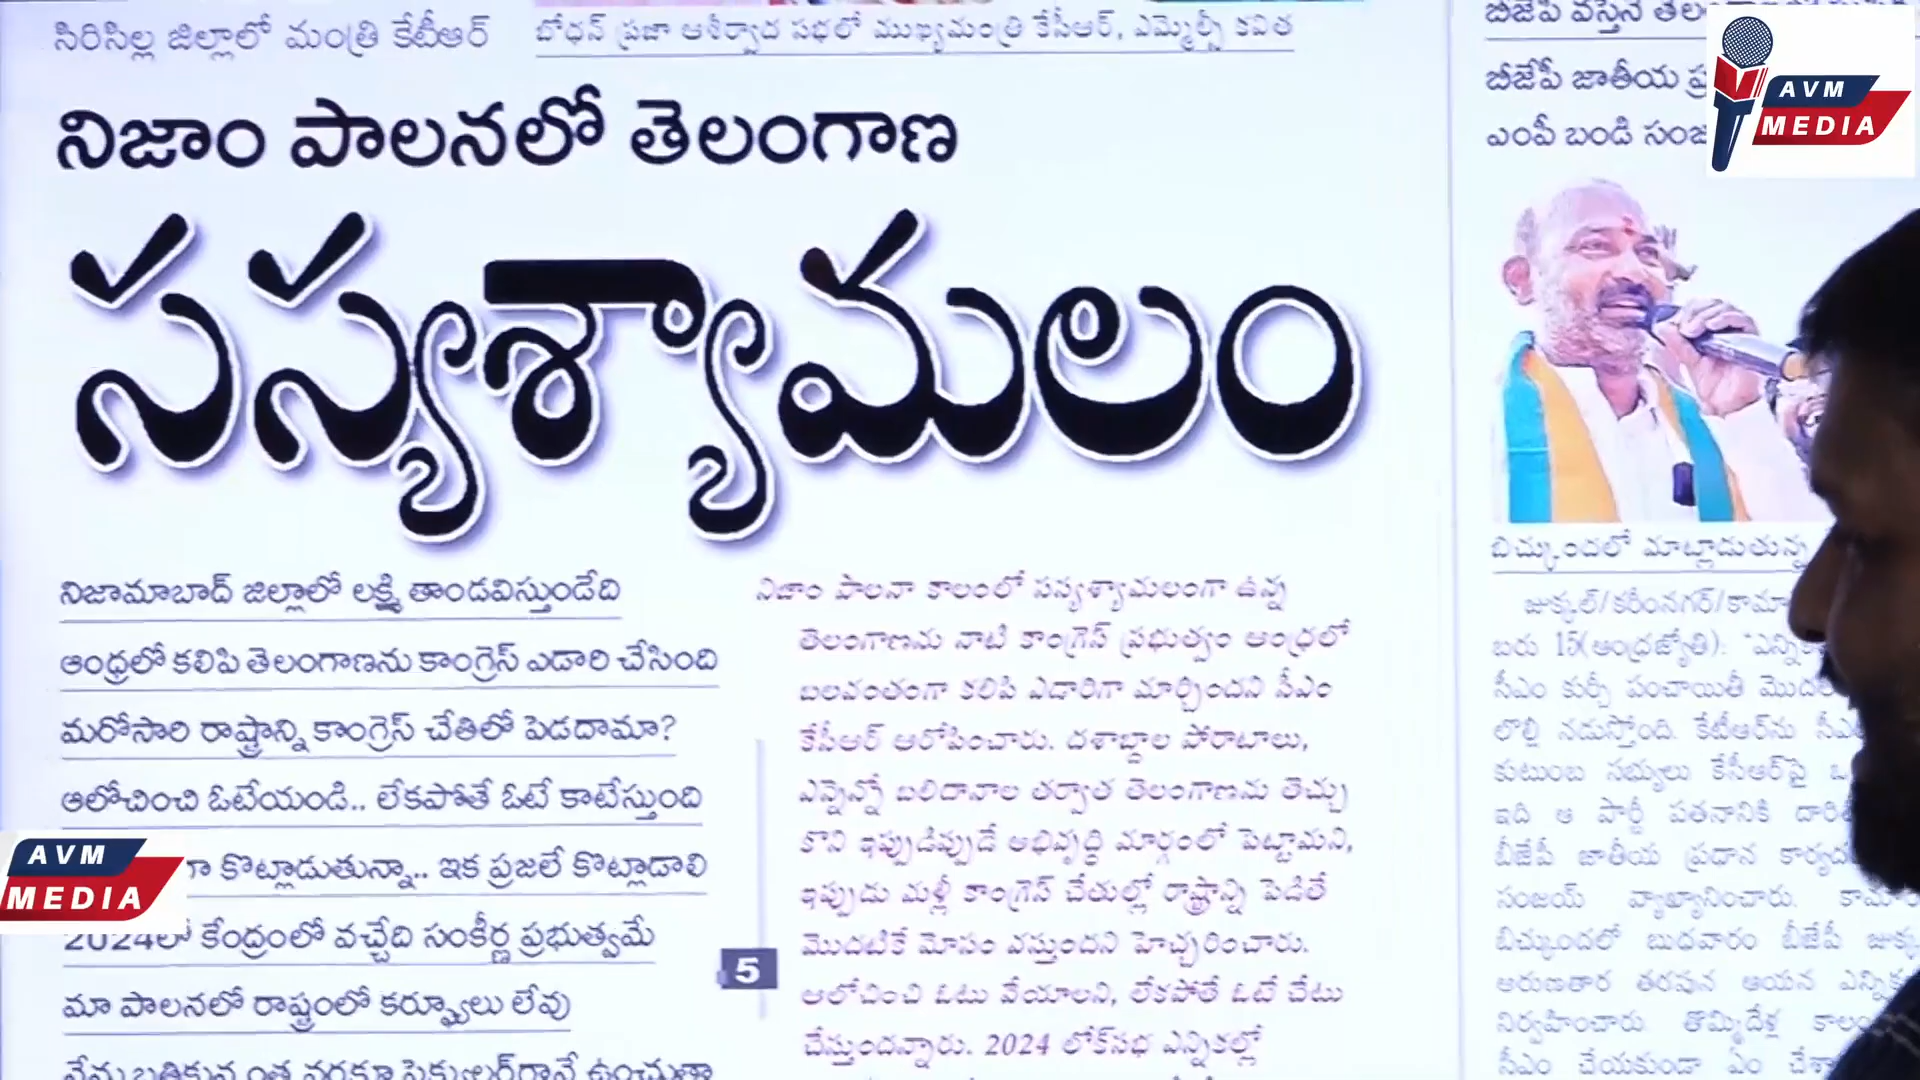 సిరిసిల్ల జిల్లాలో మంత్రి కేటీఆర్
బోధన్ ప్రజా ఆశీర్వాద సభలో ముఖ్యమంత్రి కేసీఆర్, ఎమ్మెల్సీ కవిత
నిజాం పాలనలో తెలంగాణ
సస్యశ్యామలం
నిజామాబాద్ జిల్లాలో లక్ష్మి తాండవిస్తుండేది
ఆంధ్రలో కలిపి తెలంగాణను కాంగ్రెస్ ఎడారి చేసింది
మరోసారి రాష్ట్రాన్ని కాంగ్రెస్ చేతిలో పెడదామా?
ఆలోచించి ఓటేయండి.. లేకపోతే ఓటే కాటేస్తుంది
గా కొట్లాడుతున్నా.. ఇక ప్రజలే కొట్లాడాలి
2024లో కేంద్రంలో వచ్చేది సంకీర్ణ ప్రభుత్వమే
మా పాలనలో రాష్ట్రంలో కర్ఫ్యూలు లేవు
నిజాం పాలనా కాలంలో సస్యశ్యామలంగా ఉన్న
తెలంగాణను నాటి కాంగ్రెస్ ప్రభుత్వం ఆంధ్రలో
బలవంతంగా కలిపి ఎడారిగా మార్చిందని సీఎం
కేసీఆర్ ఆరోపించారు. దశాబ్దాల పోరాటాలు,
ఎన్నెన్నో బలిదానాల తర్వాత తెలంగాణను తెచ్చు
కొని ఇప్పుడిప్పుడే అభివృద్ధి మార్గంలో పెట్టామని,
ఇప్పుడు మళ్లీ కాంగ్రెస్ చేతుల్లో రాష్ట్రాన్ని పెడితే
మొదటికే మోసం వస్తుందని హెచ్చరించారు.
ఆలోచించి ఓటు వేయాలని, లేకపోతే ఓటే చేటు
చేస్తుందన్నారు. 2024 లోక్‌సభ ఎన్నికల్లో
5
బీజేపీ వస్తేనే
బీజేపీ జాతీయ
ఎంపీ బండి
బిచ్కుందలో మాట్లాడుతున్న
జుక్కల్/కరీంనగర్/కామా
బరు 15(ఆంధ్రజ్యోతి):
సీఎం కుర్చీ పంచాయితీ
లొల్లి నడుస్తోంది. కేటీఆర్‌ను
కుటుంబ సభ్యులు కేసీఆర్‌పై
ఇది ఆ పార్టీ పతనానికి
బీజేపీ జాతీయ ప్రధాన
సంజయ్ వ్యాఖ్యానించారు.
బిచ్కుందలో బుధవారం బీజేపీ
అరుణతార తరఫున ఆయన
నిర్వహించారు. తొమ్మిదేళ్ల
సీఎం చేయకుండా ఏం
AVM
MEDIA
AVM
MEDIA